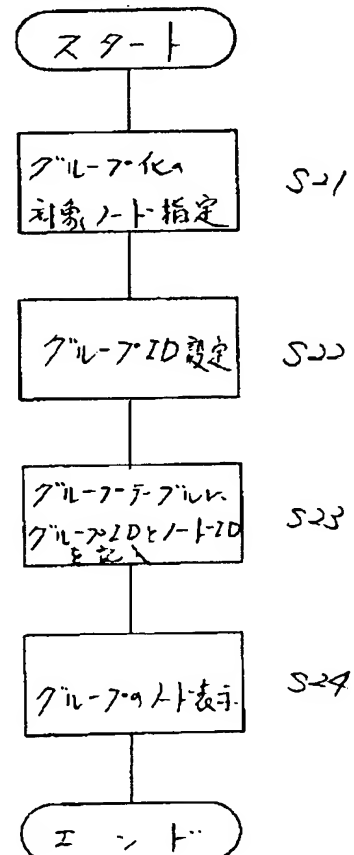 スタート
グループ化の
対象ノード指定
S21
グループID設定
S22
グループテーブルに、
グループIDとノードID
を記入
S23
グループのノード表示
S24
エンド